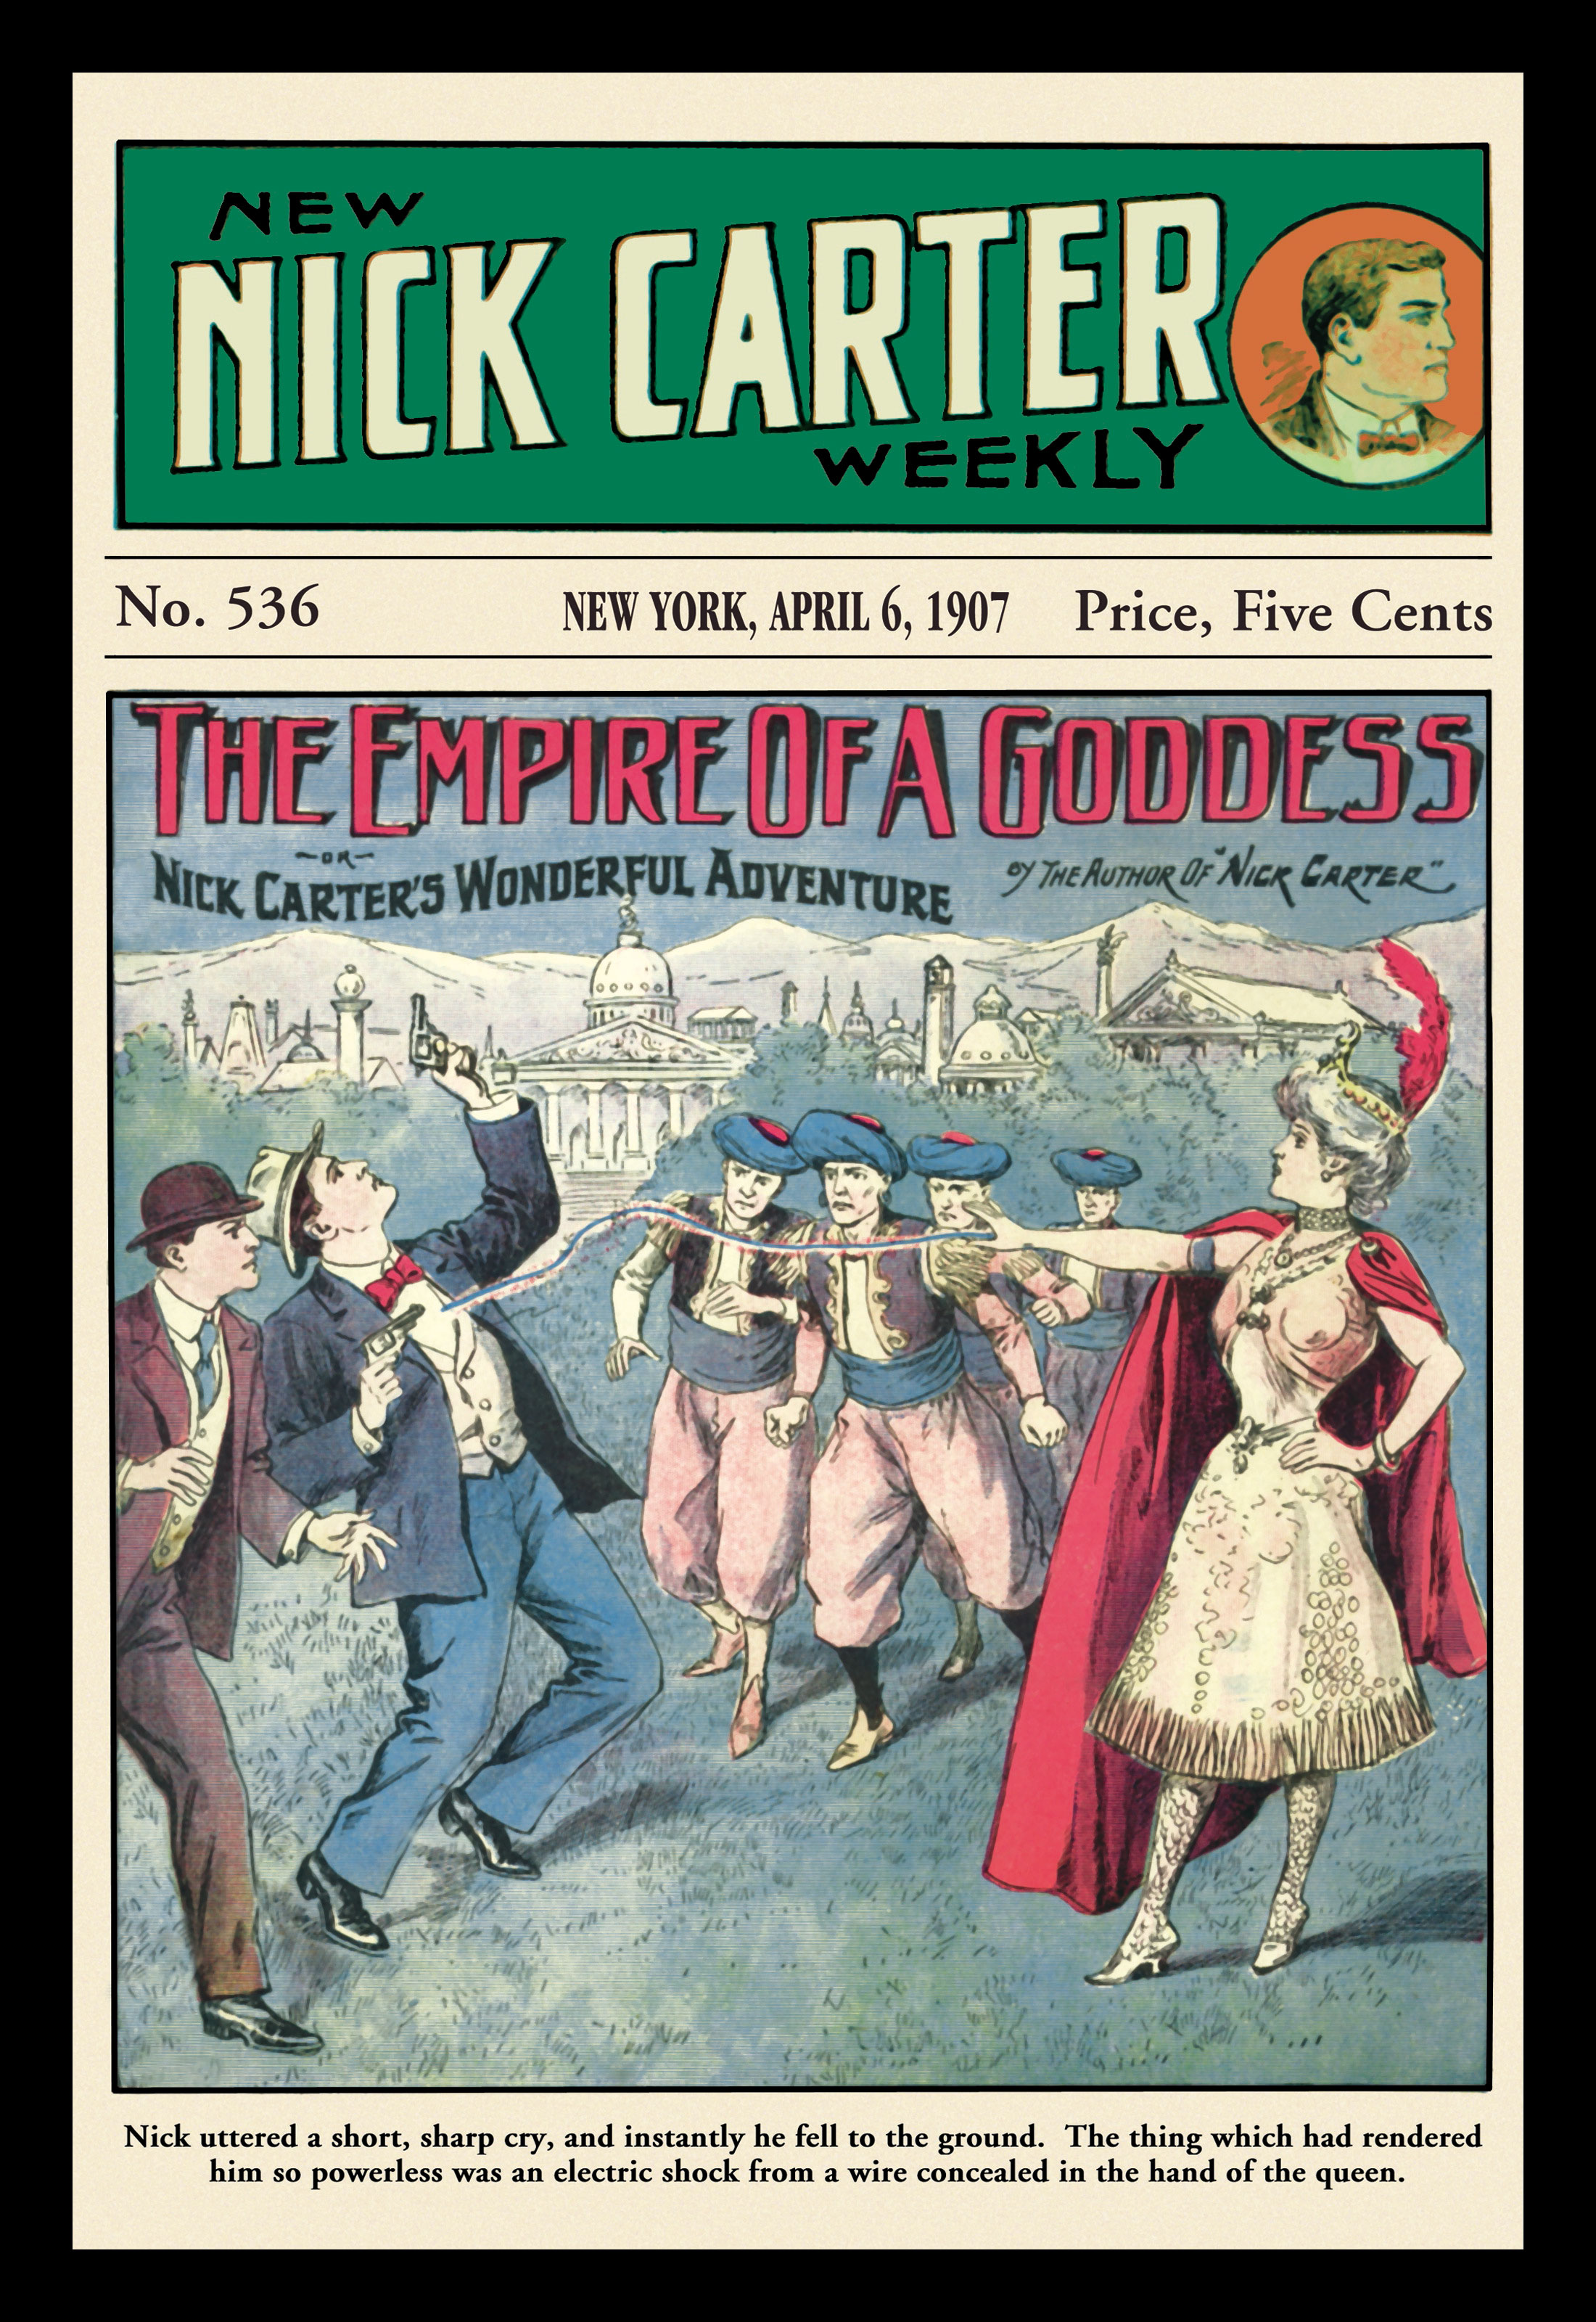 NEW
NICK CARTER
WEEKLY
No. 536 NEW YORK, APRIL 6, 1907 Price, Five Cents
THE EMPIRE OF A GODDESS
-OR-
NICK CARTER'S WONDERFUL ADVENTURE BY THE AUTHOR OF "NICK CARTER"
Nick uttered a short, sharp cry, and instantly he fell to the ground. The thing which had rendered
him so powerless was an electric shock from a wire concealed in the hand of the queen.